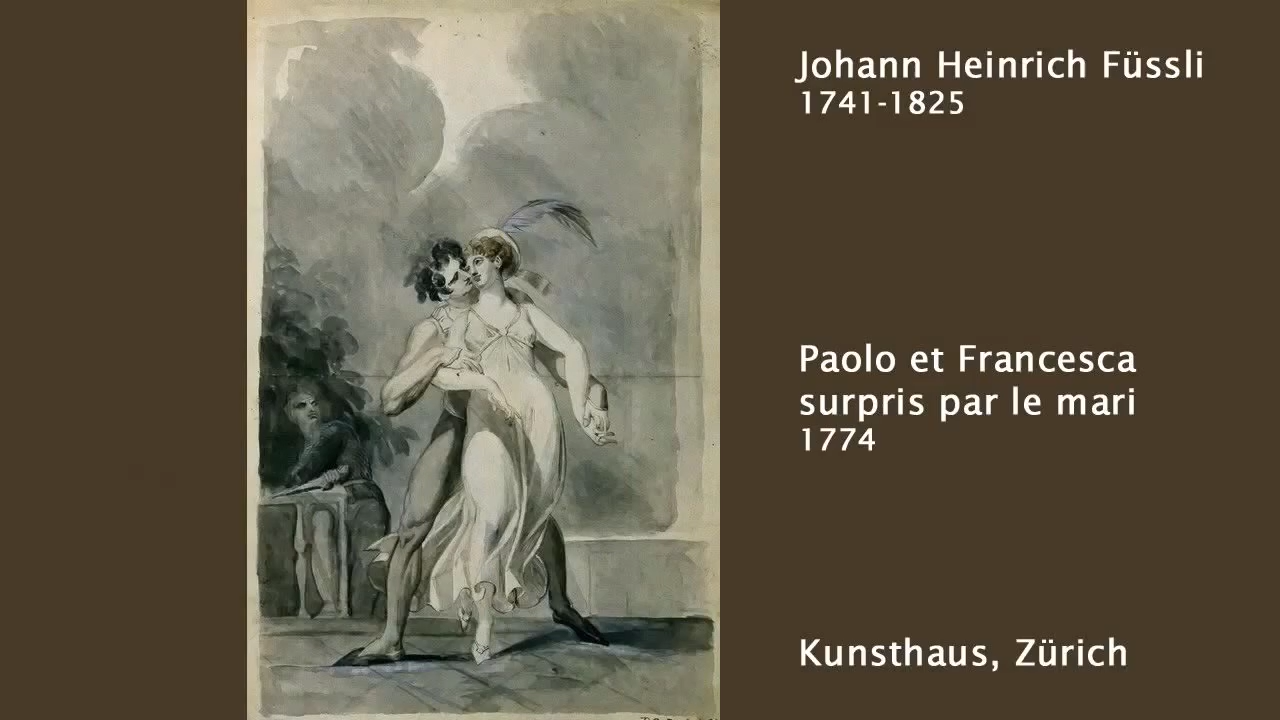 Johann Heinrich Füssli
1741-1825
Paolo et Francesca
surpris par le mari
1774
Kunsthaus, Zürich